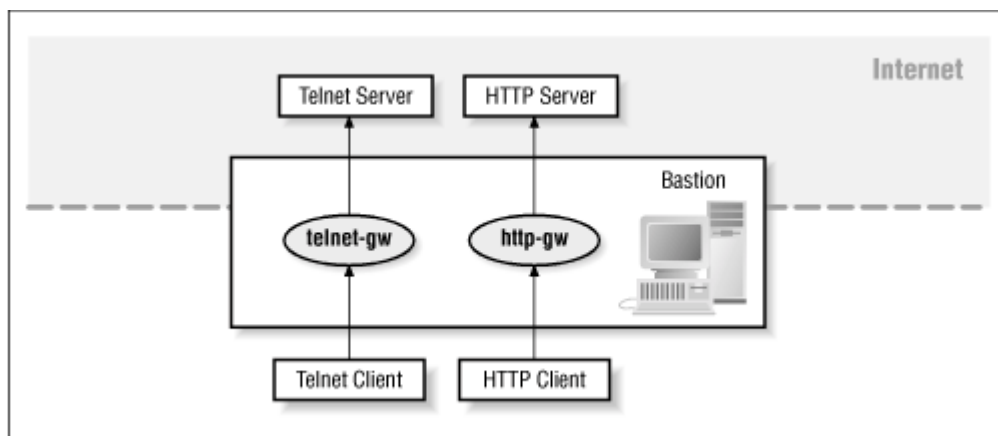 Internet
Telnet Server
HTTP Server
Bastion
telnet-gw
http-gw
Telnet Client
HTTP Client